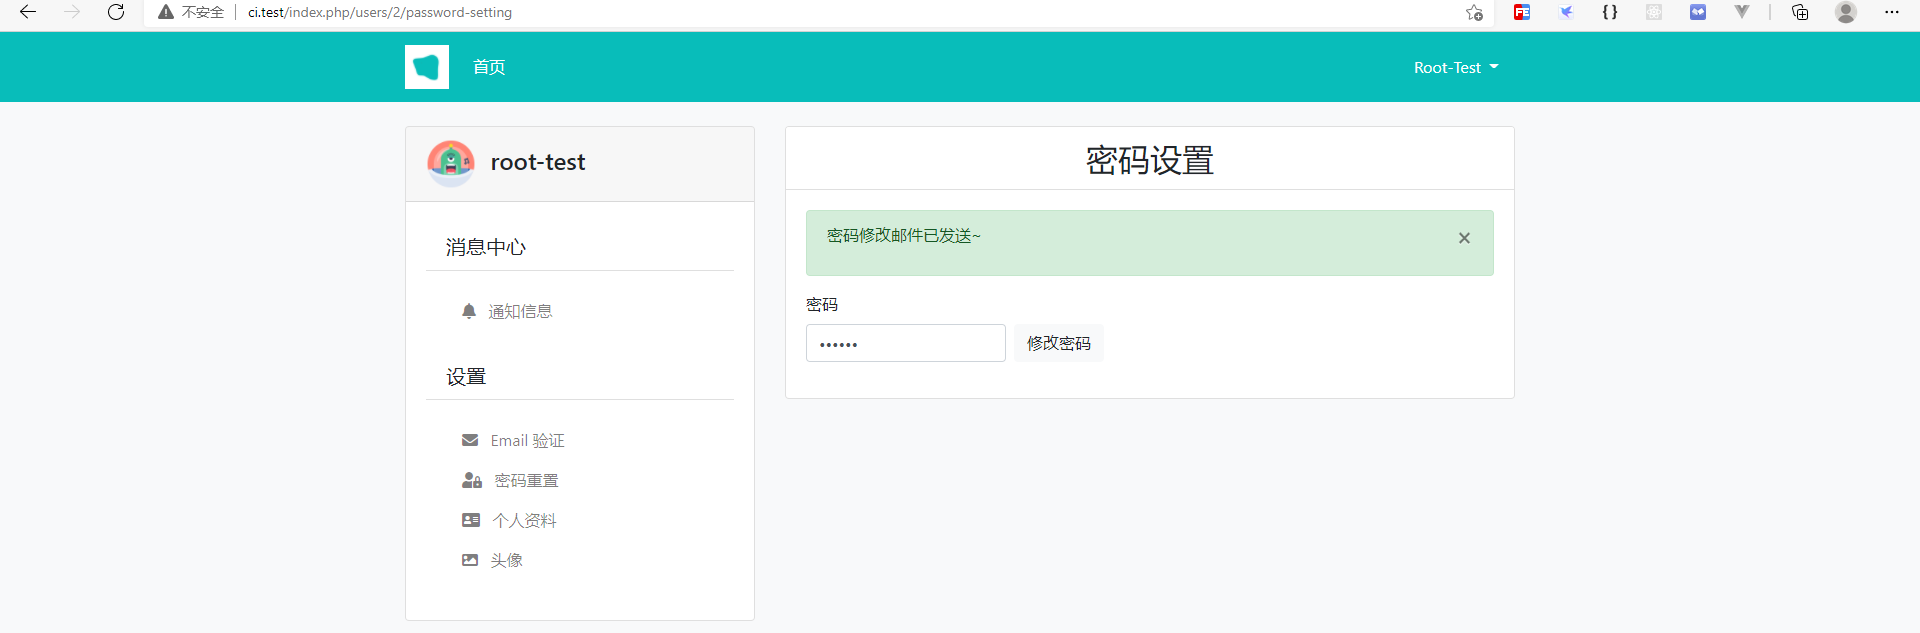 不安全
ci.test/index.php/users/2/password-setting
首页
Root-Test
root-test
消息中心
通知信息
设置
Email 验证
密码重置
个人资料
头像
密码设置
密码修改邮件已发送~
×
密码
••••••
修改密码